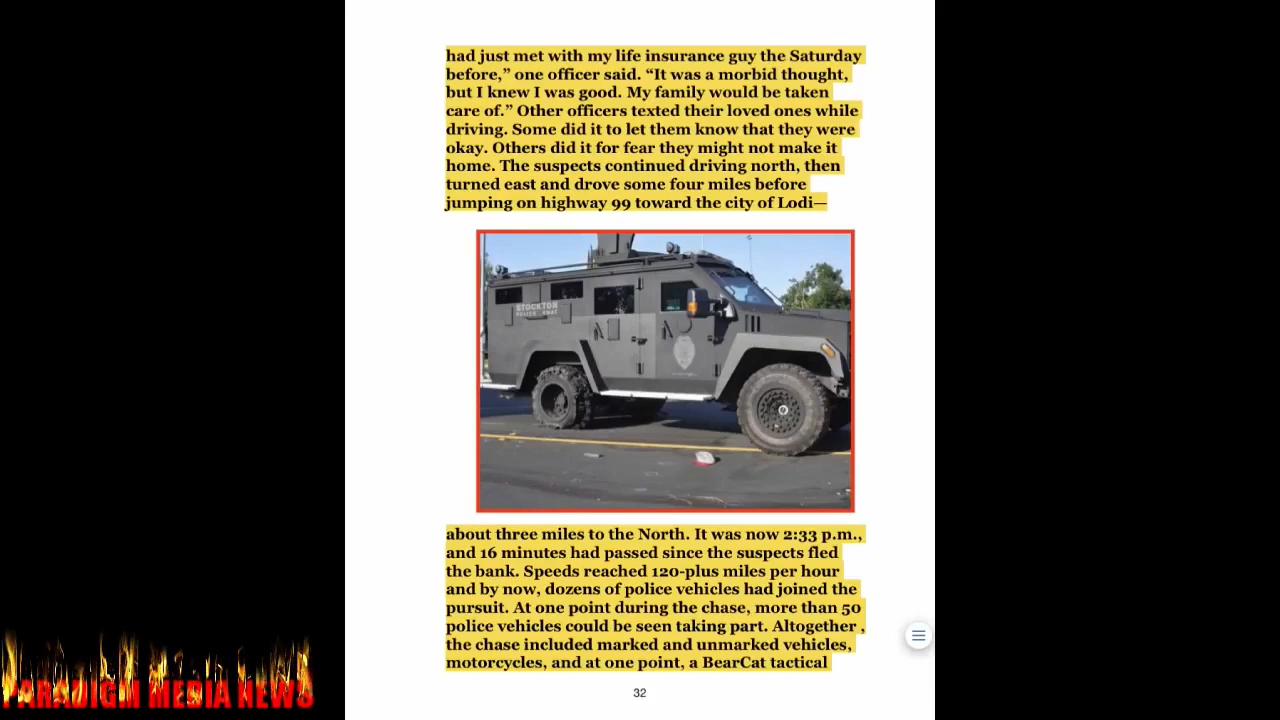 had just met with my life insurance guy the Saturday
before,” one officer said. “It was a morbid thought,
but I knew I was good. My family would be taken
care of.” Other officers texted their loved ones while
driving. Some did it to let them know that they were
okay. Others did it for fear they might not make it
home. The suspects continued driving north, then
turned east and drove some four miles before
jumping on highway 99 toward the city of Lodi—
STOCKTON
POLICE SWAT
about three miles to the North. It was now 2:33 p.m.,
and 16 minutes had passed since the suspects fled
the bank. Speeds reached 120-plus miles per hour
and by now, dozens of police vehicles had joined the
pursuit. At one point during the chase, more than 50
police vehicles could be seen taking part. Altogether ,
the chase included marked and unmarked vehicles,
motorcycles, and at one point, a BearCat tactical
32
PARADIGM MEDIA NEWS